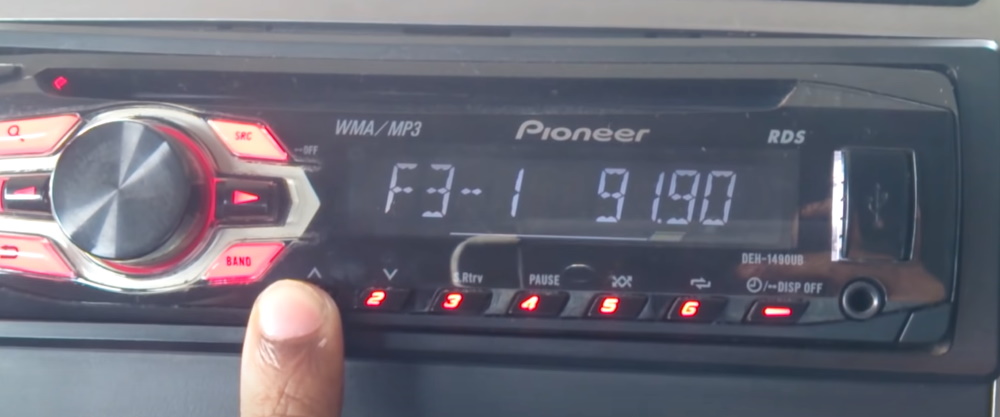 WMA/MP3
Pioneer
RDS
SRC
--OFF
F3-1 91.90
BAND
DEH-1490UB
S.Rtrv
PAUSE
/--DISP OFF
2
3
4
5
6